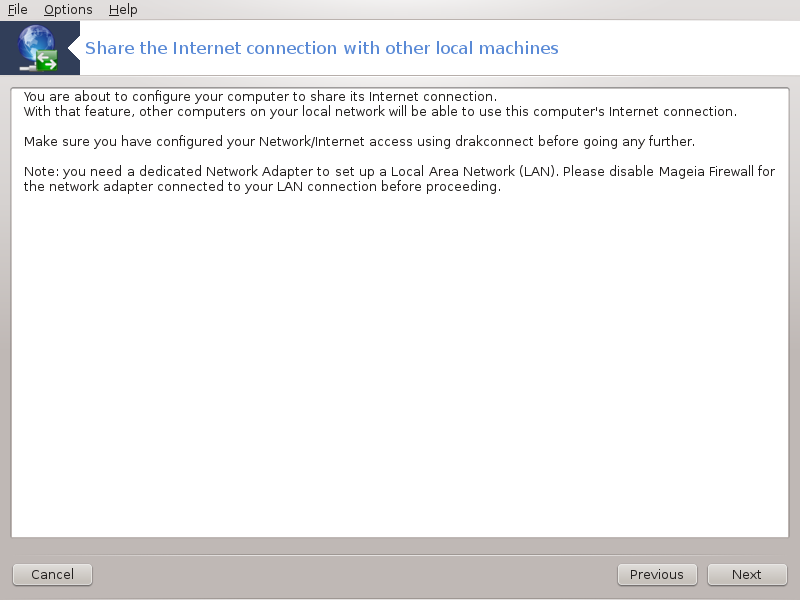 File Options Help
Share the Internet connection with other local machines
You are about to configure your computer to share its Internet connection.
With that feature, other computers on your local network will be able to use this computer's Internet connection.
Make sure you have configured your Network/Internet access using drakconnect before going any further.
Note: you need a dedicated Network Adapter to set up a Local Area Network (LAN). Please disable Mageia Firewall for
the network adapter connected to your LAN connection before proceeding.
Cancel Previous Next